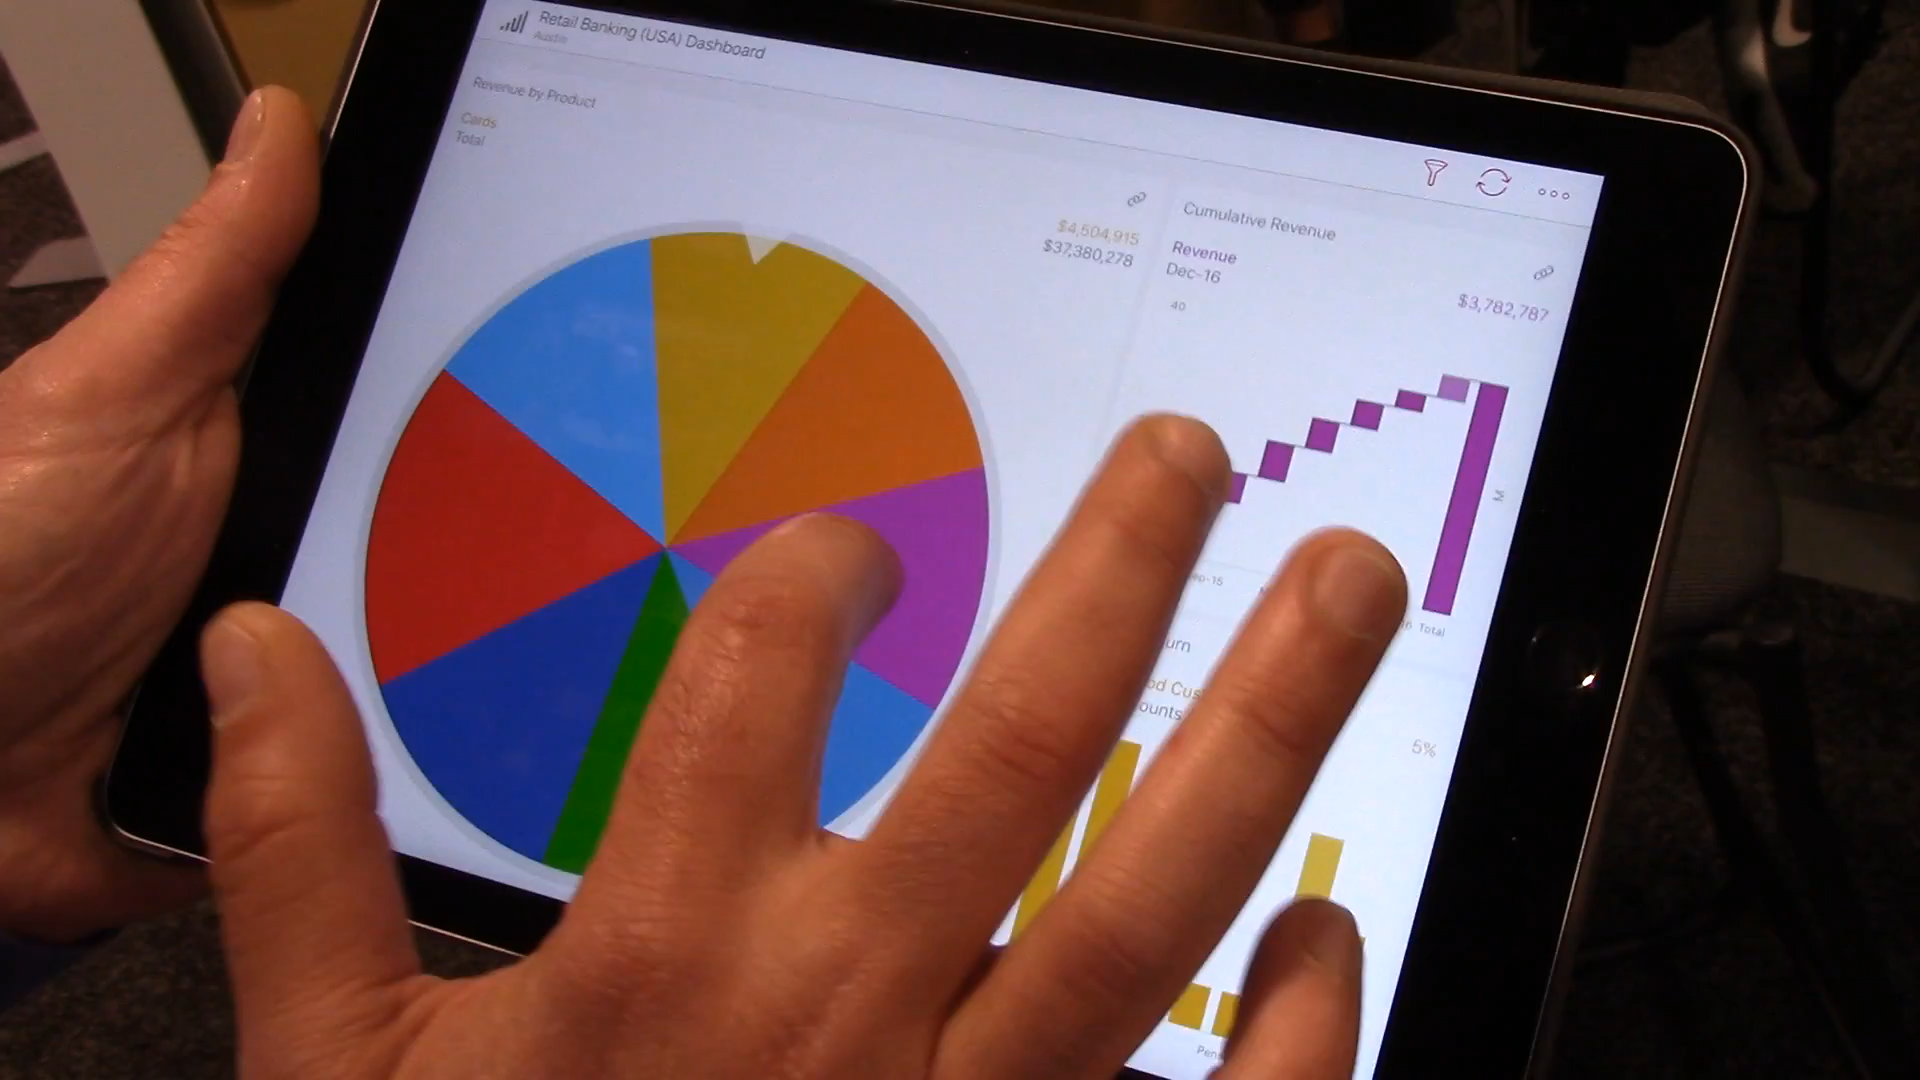 Retail Banking (USA) Dashboard
Austin
Revenue by Product
Cards
Total
$4,504,915
$37,380,278
Cumulative Revenue
Revenue
Dec-16
$3,782,787
40
M
Total
5%